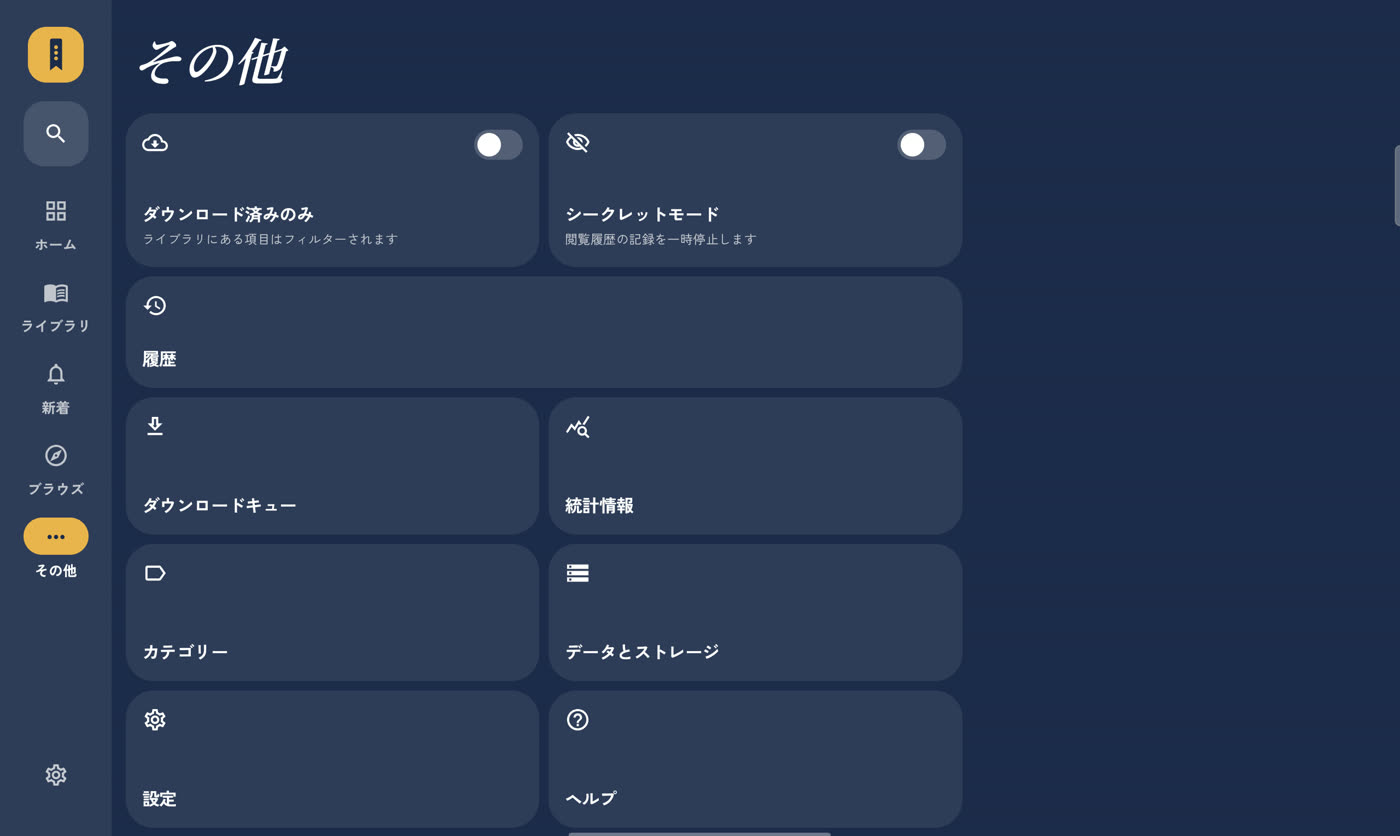 その他
ホーム
ライブラリ
新着
ブラウズ
その他
ダウンロード済みのみ
ライブラリにある項目はフィルターされます
シークレットモード
閲覧履歴の記録を一時停止します
履歴
ダウンロードキュー
統計情報
カテゴリー
データとストレージ
設定
ヘルプ